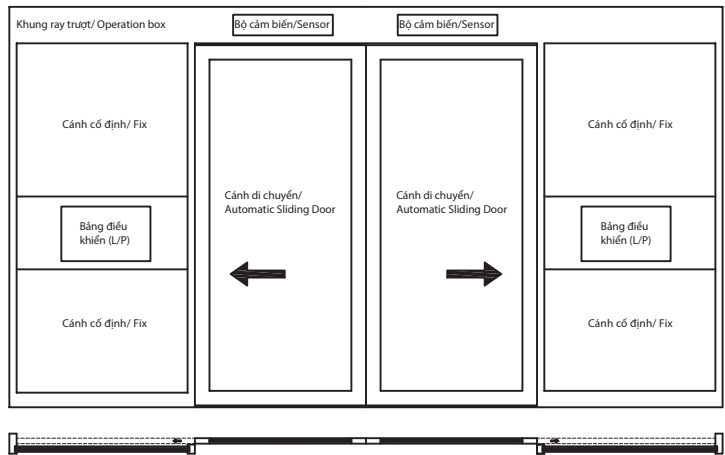 Khung ray trượt/ Operation box
Bộ cảm biến/Sensor
Bộ cảm biến/Sensor
Cánh cố định/ Fix
Cánh cố định/ Fix
Cánh di chuyển/
Automatic Sliding Door
Cánh di chuyển/
Automatic Sliding Door
Bảng điều
khiển (L/P)
Bảng điều
khiển (L/P)
Cánh cố định/ Fix
Cánh cố định/ Fix